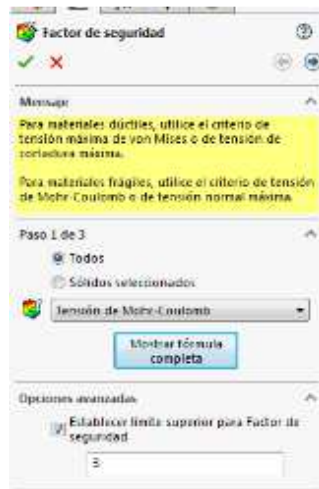 Factor de seguridad
Mensaje
Para materiales dúctiles, utilice el criterio de
tensión máxima de von Mises o de tensión de
cortadura máxima.
Para materiales frágiles, utilice el criterio de tensión
de Mohr-Coulomb o de tensión normal máxima.
Paso 1 de 3
Todos
Sólidos seleccionados
Tensión de Mohr-Coulomb
Mostrar fórmula
completa
Opciones avanzadas
Establecer límite superior para Factor de
seguridad
3